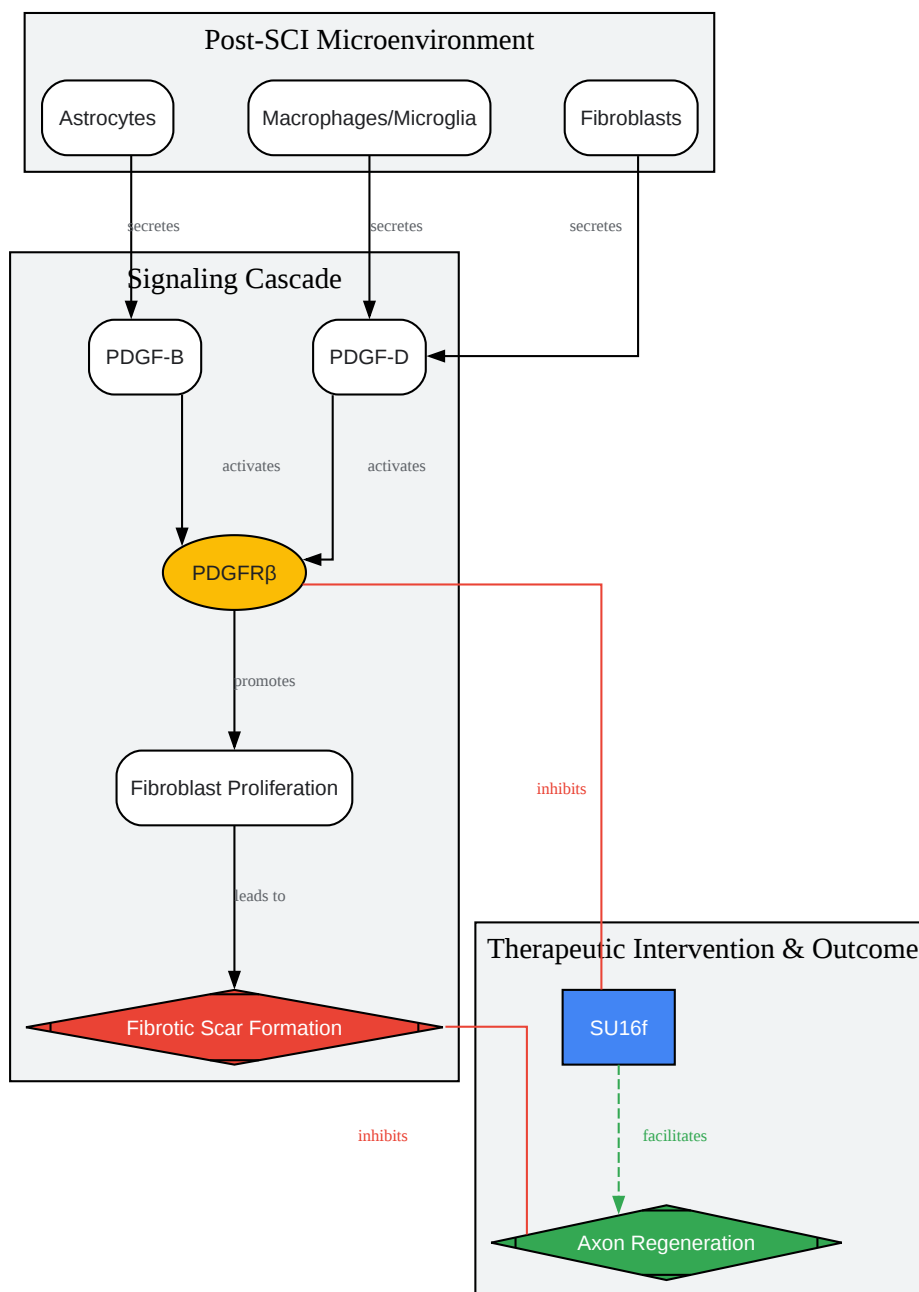 Post-SCI Microenvironment
Astrocytes
Macrophages/Microglia
Fibroblasts
secretes
secretes
secretes
Signaling Cascade
PDGF-B
PDGF-D
activates
activates
PDGFRβ
promotes
Fibroblast Proliferation
inhibits
leads to
Therapeutic Intervention & Outcome
Fibrotic Scar Formation
SU16f
inhibits
facilitates
Axon Regeneration